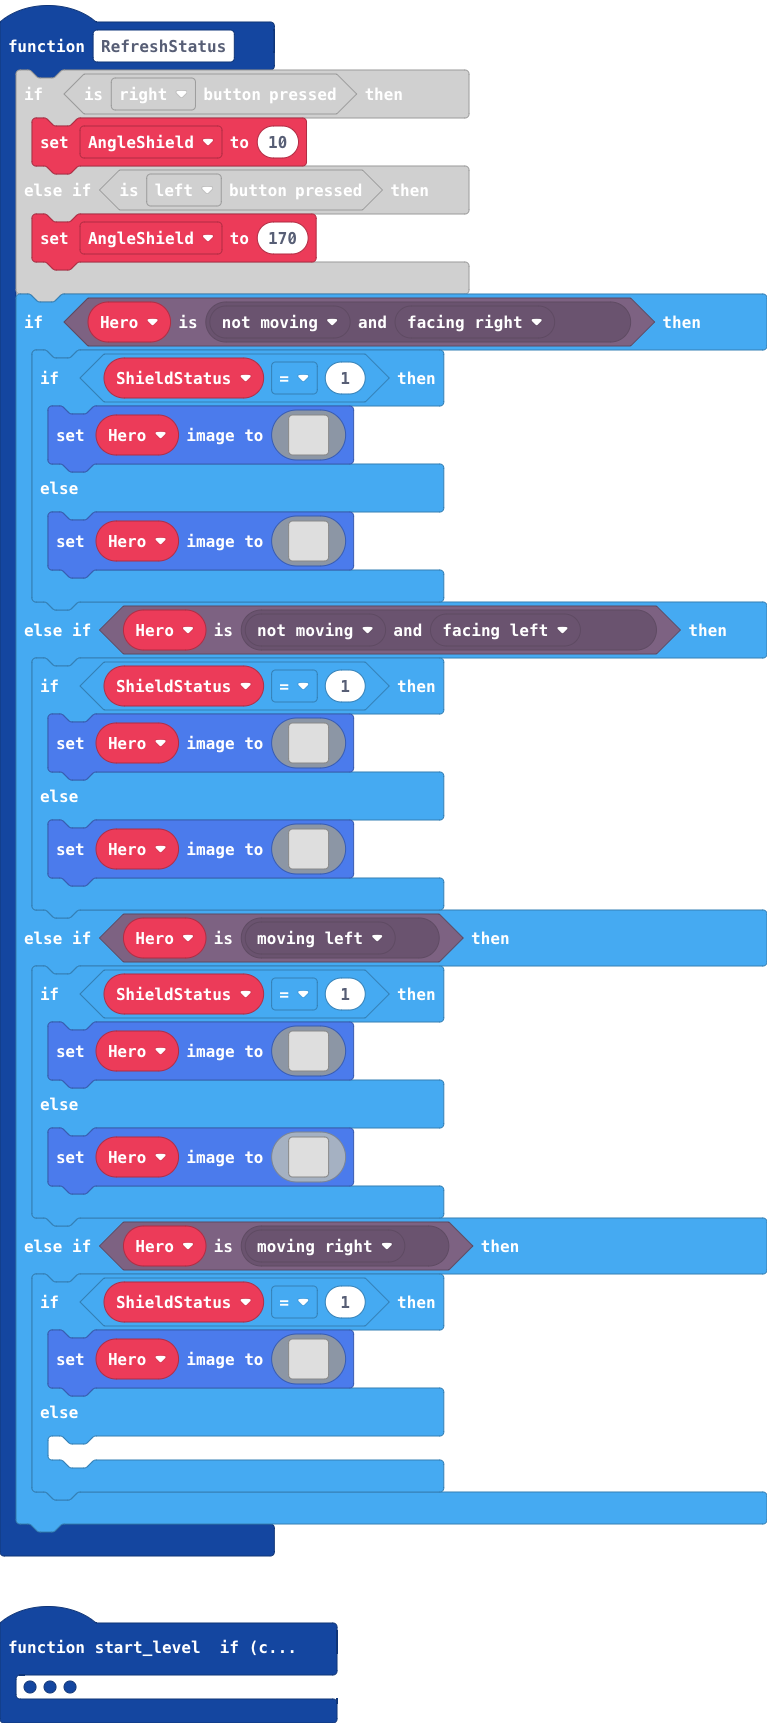 function RefreshStatus
if is right button pressed then
set AngleShield to 10
else if is left button pressed then
set AngleShield to 170
if Hero is not moving and facing right then
if ShieldStatus = 1 then
set Hero image to
else
set Hero image to
else if Hero is not moving and facing left then
if ShieldStatus = 1 then
set Hero image to
else
set Hero image to
else if Hero is moving left then
if ShieldStatus = 1 then
set Hero image to
else
set Hero image to
else if Hero is moving right then
if ShieldStatus = 1 then
set Hero image to
else
function start_level if (c...